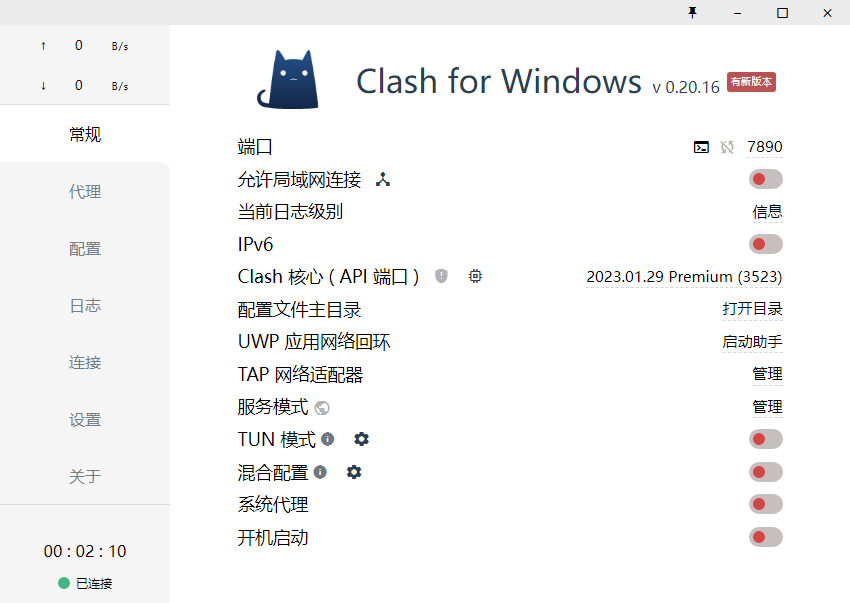 ↑ 0 B/s
↓ 0 B/s
常规
代理
配置
日志
连接
设置
关于
00 : 02 : 10
已连接
Clash for Windows v 0.20.16 有新版本
端口 7890
允许局域网连接
当前日志级别 信息
IPv6
Clash 核心 ( API 端口 ) 2023.01.29 Premium (3523)
配置文件主目录 打开目录
UWP 应用网络回环 启动助手
TAP 网络适配器 管理
服务模式 管理
TUN 模式
混合配置
系统代理
开机启动